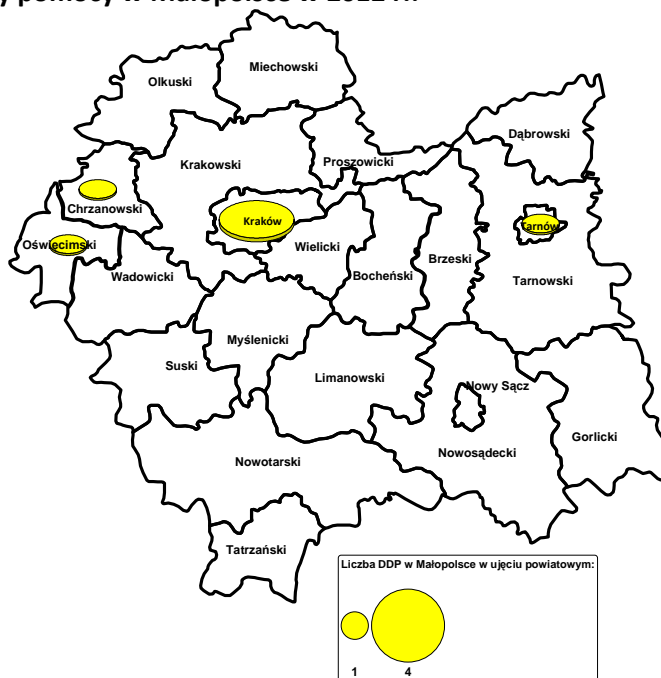 y pomocy w Małopolsce w 2012 r.
Miechowski
Olkuski
Dąbrowski
Proszowicki
Krakowski
Chrzanowski
Kraków
Tarnów
Oświęcimski
Wielicki
Brzeski
Wadowicki
Bocheński
Tarnowski
Myślenicki
Suski
Limanowski
Nowy Sącz
Gorlicki
Nowosądecki
Nowotarski
Tatrzański
Liczba DDP w Małopolsce w ujęciu powiatowym:
1 4